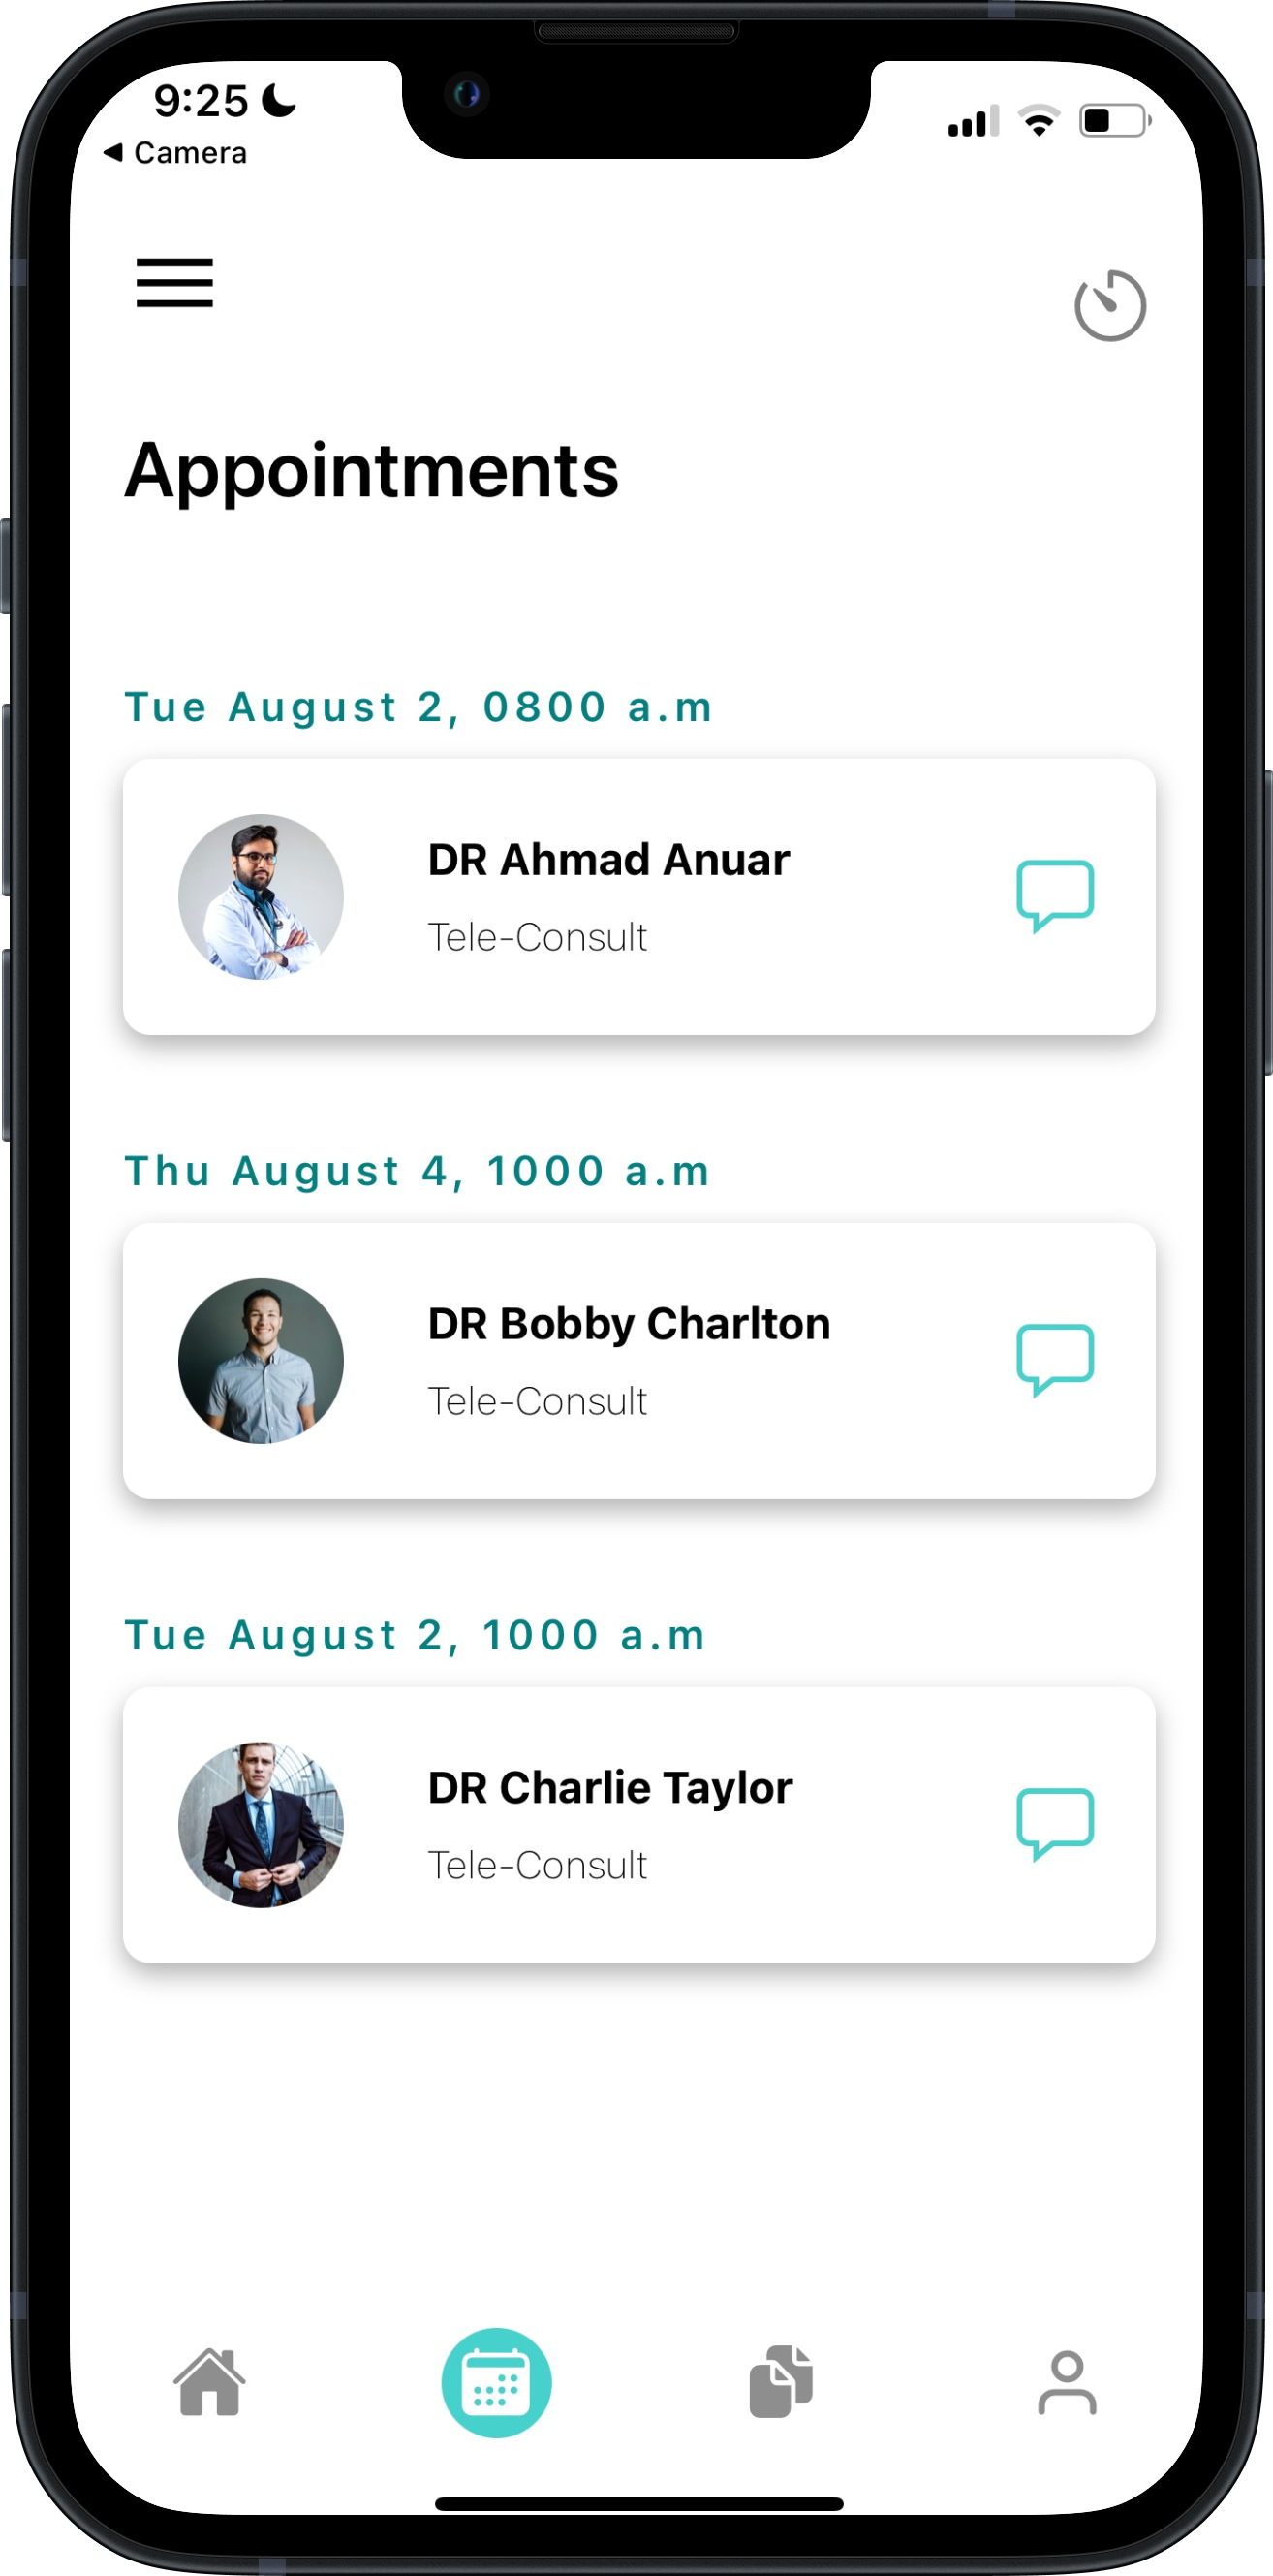 9:25
Camera
Appointments
Tue August 2, 0800 a.m
DR Ahmad Anuar
Tele-Consult
Thu August 4, 1000 a.m
DR Bobby Charlton
Tele-Consult
Tue August 2, 1000 a.m
DR Charlie Taylor
Tele-Consult